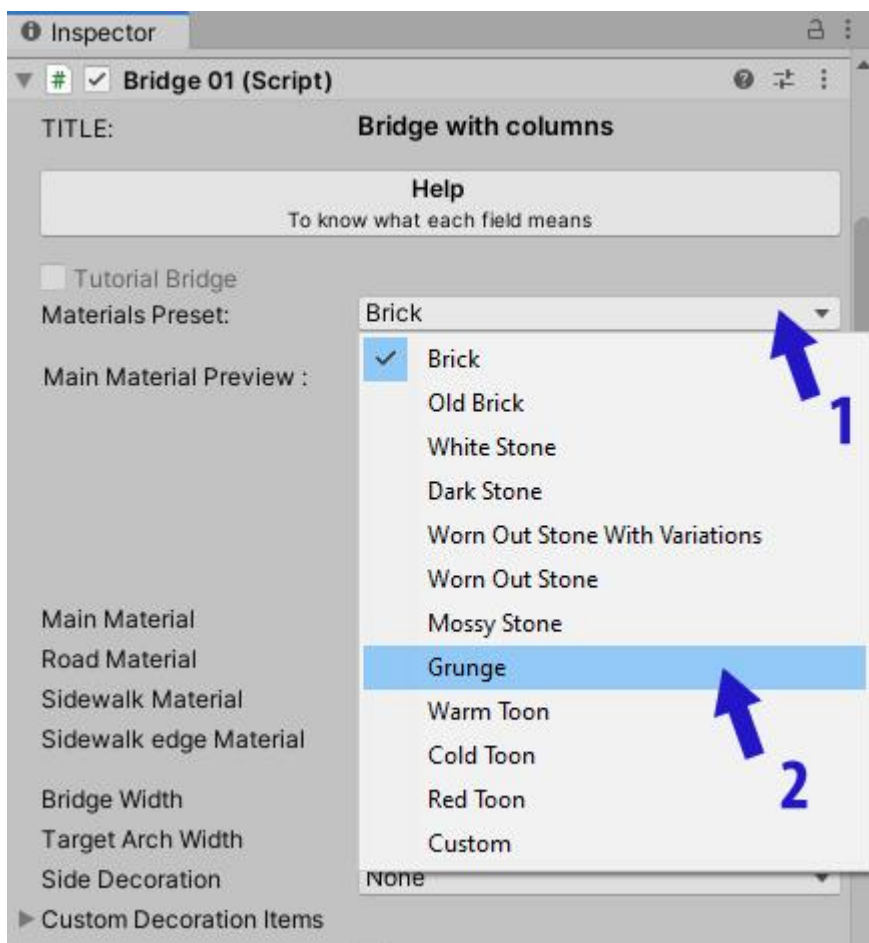 Inspector
# Bridge 01 (Script)
TITLE: Bridge with columns
Help
To know what each field means
Tutorial Bridge
Materials Preset: Brick
Main Material Preview :
Brick
Old Brick
White Stone
Dark Stone
Worn Out Stone With Variations
Worn Out Stone
Mossy Stone
Grunge
Warm Toon
Cold Toon
Red Toon
Custom
1
2
Main Material
Road Material
Sidewalk Material
Sidewalk edge Material
Bridge Width
Target Arch Width
Side Decoration None
Custom Decoration Items